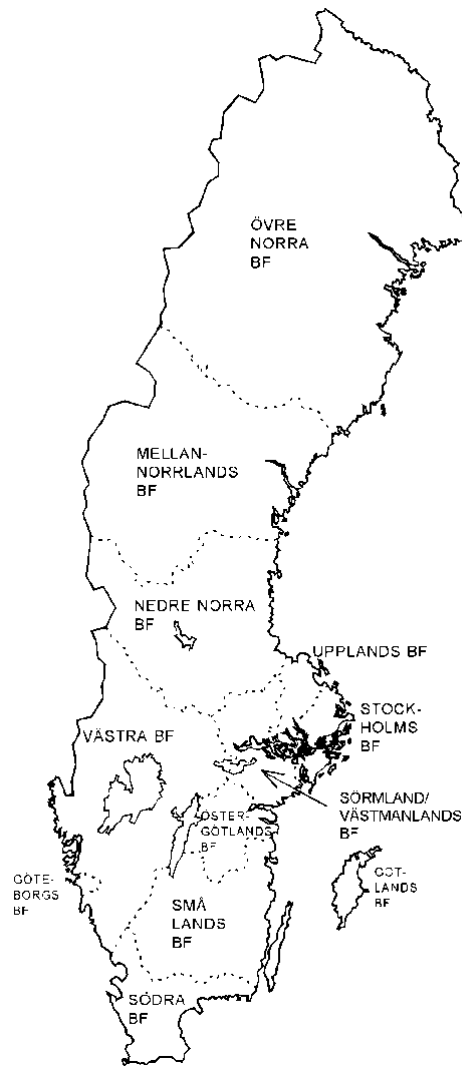 ÖVRE
NORRA
BF
MELLAN-
NORRLANDS
BF
NEDRE NORRA
BF
UPPLANDS BF
STOCK-
HOLMS
BF
VÄSTRA BF
SÖRMLAND/
VÄSTMANLANDS
BF
ÖSTER-
GÖTLANDS
BF
GÖTE-
BORGS
BF
GOT-
LANDS
BF
SMÅ
LANDS
BF
SÖDRA
BF